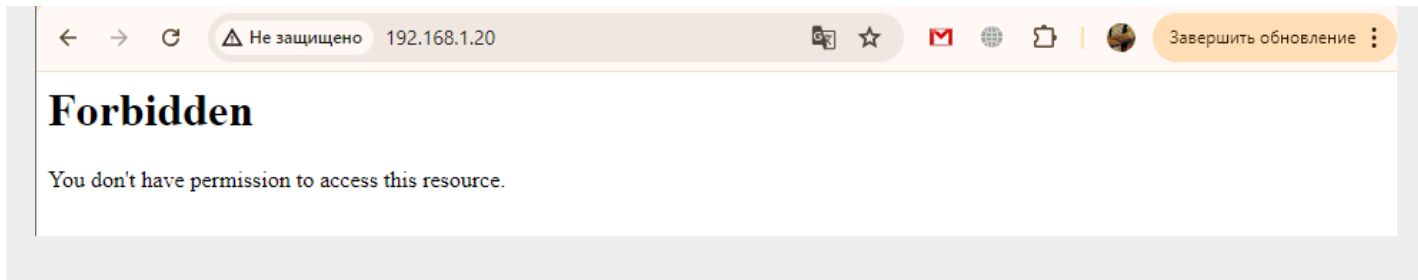 Не защищено 192.168.1.20 Завершить обновление
Forbidden
You don't have permission to access this resource.